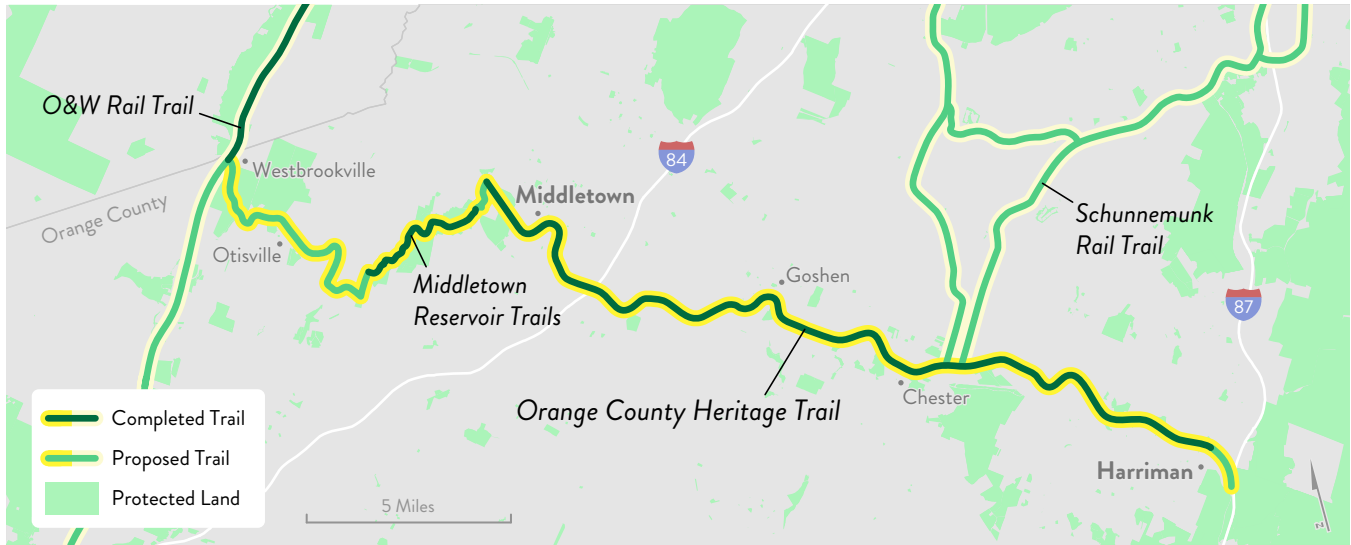 O&W Rail Trail
84
Westbrookville
Middletown
Orange County
Schunnemunk
Rail Trail
Otisville
Goshen
Middletown
Reservoir Trails
87
Chester
Orange County Heritage Trail
Completed Trail
Proposed Trail
Protected Land
Harriman
5 Miles
N